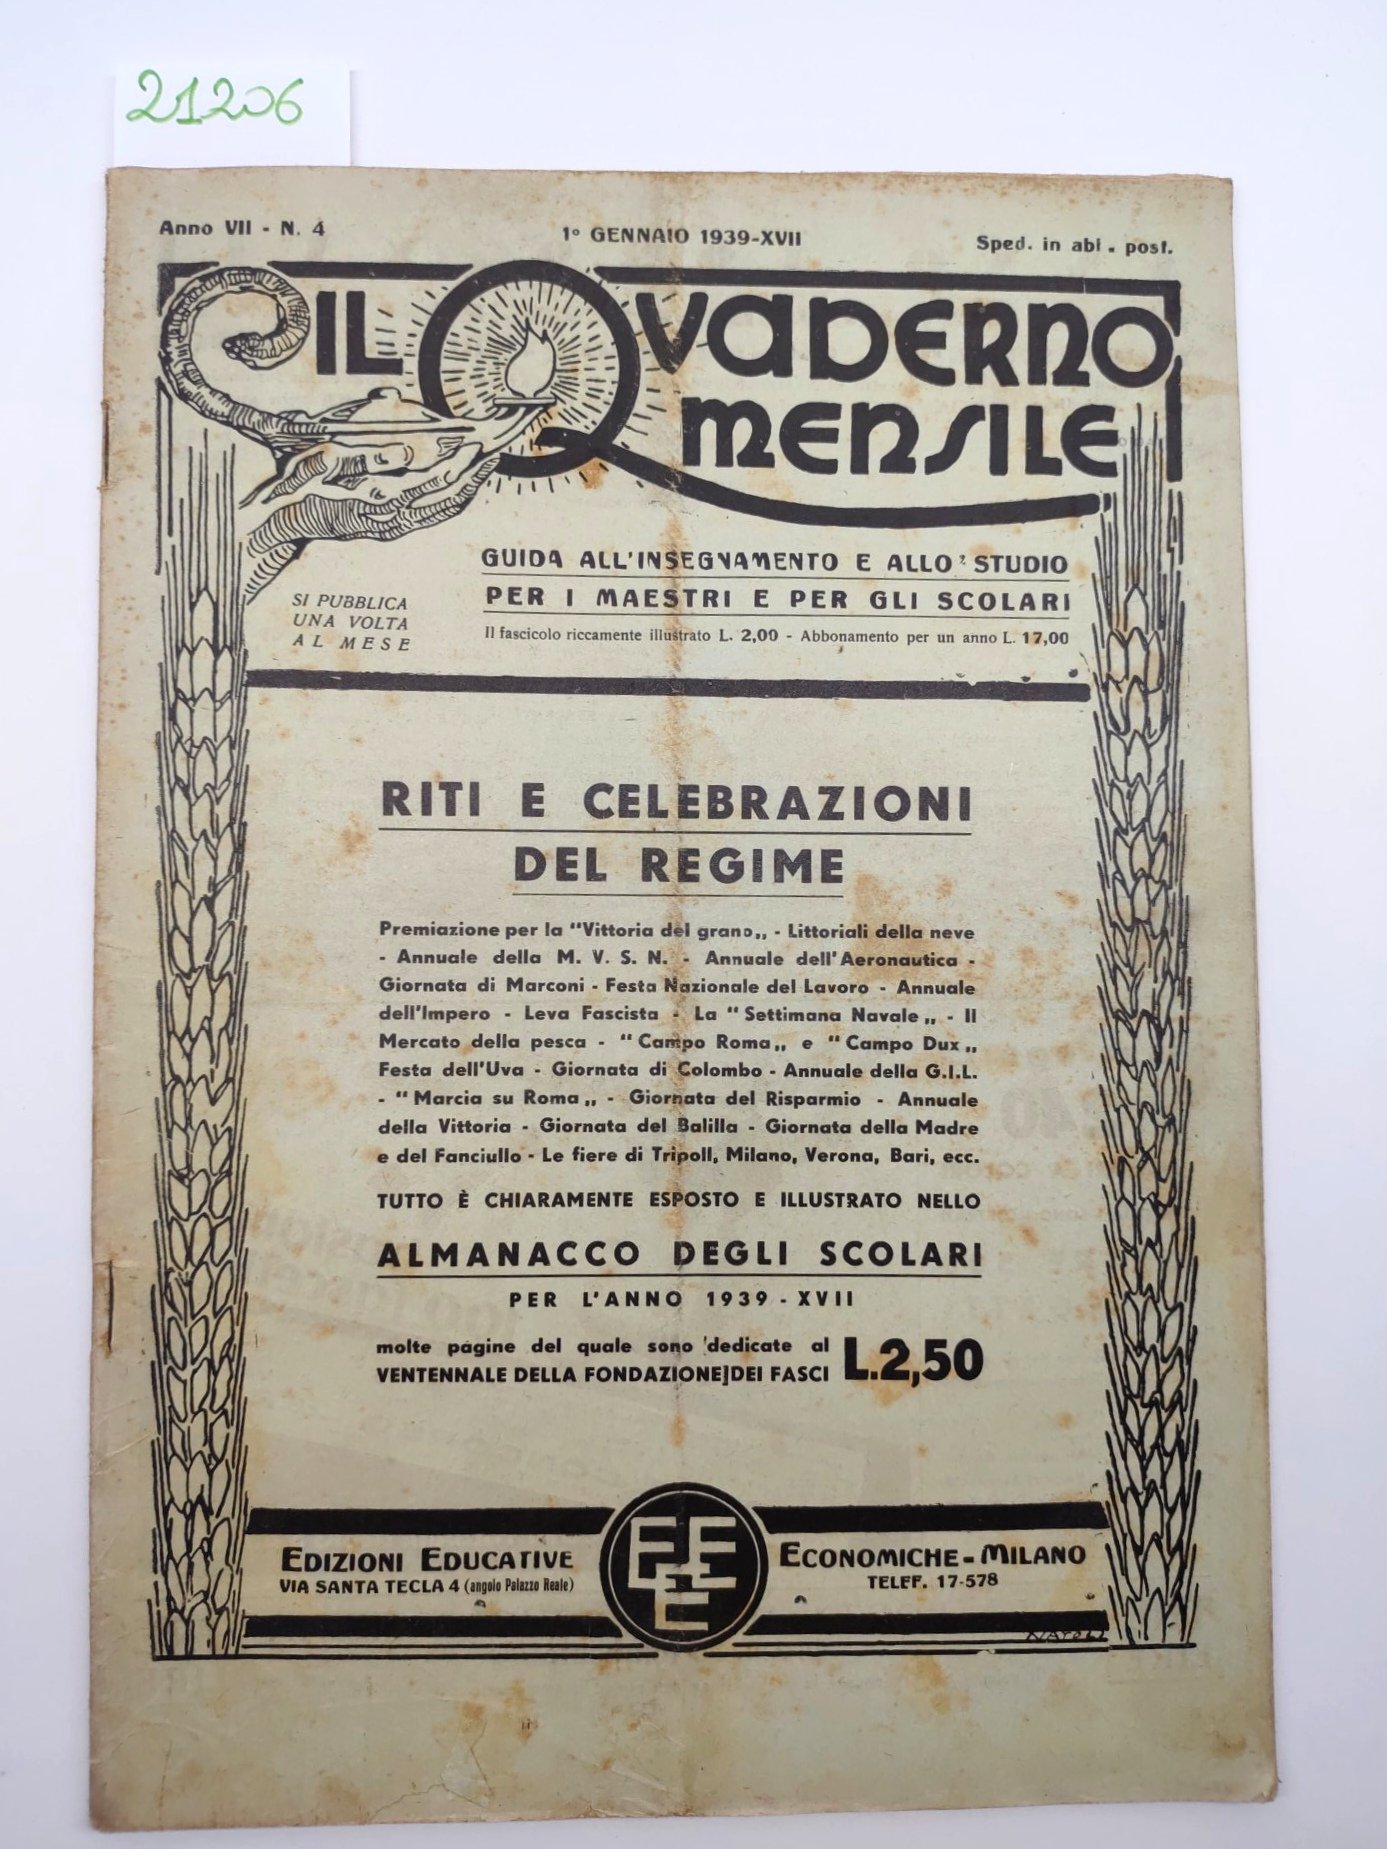 21206
Anno VII - N. 4
1° GENNAIO 1939-XVII
Sped. in abl. post.
IL QVADERNO
MENSILE
GUIDA ALL'INSEGNAMENTO E ALLO STUDIO
PER I MAESTRI E PER GLI SCOLARI
Il fascicolo riccamente illustrato L. 2,00 - Abbonamento per un anno L. 17,00
SI PUBBLICA
UNA VOLTA
AL MESE
RITI E CELEBRAZIONI
DEL REGIME
Premiazione per la "Vittoria del grano„ - Littoriali della neve
- Annuale della M. V. S. N. - Annuale dell'Aeronautica -
Giornata di Marconi - Festa Nazionale del Lavoro - Annuale
dell'Impero - Leva Fascista - La "Settimana Navale„ - Il
Mercato della pesca - "Campo Roma„ e "Campo Dux„
Festa dell'Uva - Giornata di Colombo - Annuale della G.I.L.
- "Marcia su Roma„ - Giornata del Risparmio - Annuale
della Vittoria - Giornata del Balilla - Giornata della Madre
e del Fanciullo - Le fiere di Tripoli, Milano, Verona, Bari, ecc.
TUTTO È CHIARAMENTE ESPOSTO E ILLUSTRATO NELLO
ALMANACCO DEGLI SCOLARI
PER L'ANNO 1939 - XVII
molte pagine del quale sono dedicate al
VENTENNALE DELLA FONDAZIONE]DEI FASCI
L.2,50
EDIZIONI EDUCATIVE
VIA SANTA TECLA 4 (angolo Palazzo Reale)
EEE
ECONOMICHE-MILANO
TELEF. 17-578
NATOLI